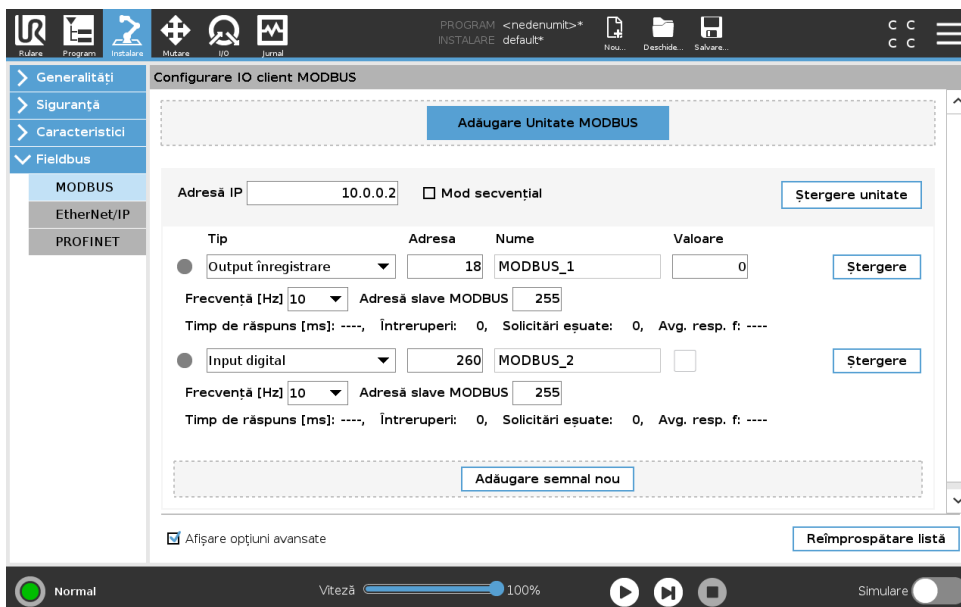 UR
PROGRAM <nedenumit>*
INSTALARE default*
Rulare Program Instalare Mutare I/O Jurnal Nou... Deschide... Salvare...
C C
C C
Generalități
Siguranță
Caracteristici
Fieldbus
MODBUS
EtherNet/IP
PROFINET
Configurare IO client MODBUS
Adăugare Unitate MODBUS
Adresă IP 10.0.0.2 Mod secvențial Ștergere unitate
Tip Adresa Nume Valoare
Output înregistrare 18 MODBUS_1 0 Ștergere
Frecvență [Hz] 10 Adresă slave MODBUS 255
Timp de răspuns [ms]: ----, Întreruperi: 0, Solicitări eșuate: 0, Avg. resp. f: ----
Input digital 260 MODBUS_2 Ștergere
Frecvență [Hz] 10 Adresă slave MODBUS 255
Timp de răspuns [ms]: ----, Întreruperi: 0, Solicitări eșuate: 0, Avg. resp. f: ----
Adăugare semnal nou
Afișare opțiuni avansate Reîmprospătare listă
Normal Viteză 100% Simulare